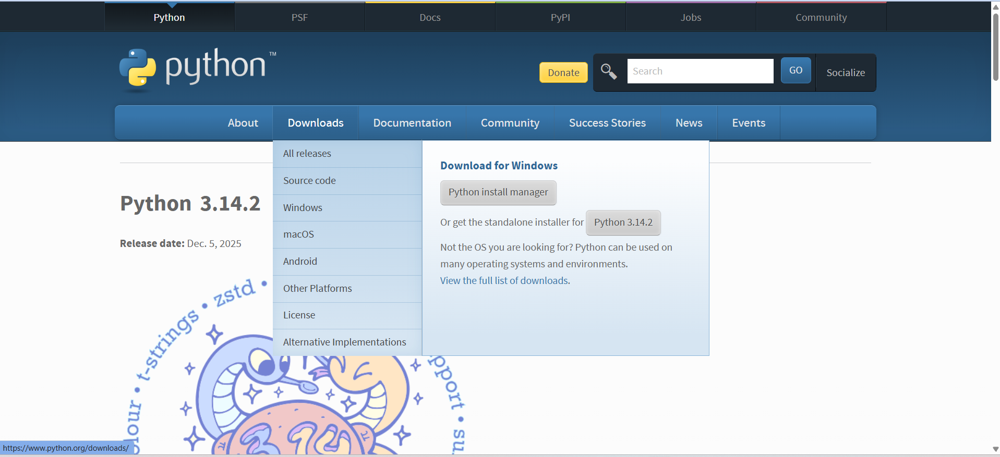 Python
PSF
Docs
PyPI
Jobs
Community
python™
Donate
Search
GO
Socialize
About
Downloads
Documentation
Community
Success Stories
News
Events
All releases
Source code
Windows
macOS
Android
Other Platforms
License
Alternative Implementations
Download for Windows
Python install manager
Or get the standalone installer for Python 3.14.2
Not the OS you are looking for? Python can be used on
many operating systems and environments.
View the full list of downloads.
Python 3.14.2
Release date: Dec. 5, 2025
• t-strings • zstd •
π
3.14
π
https://www.python.org/downloads/